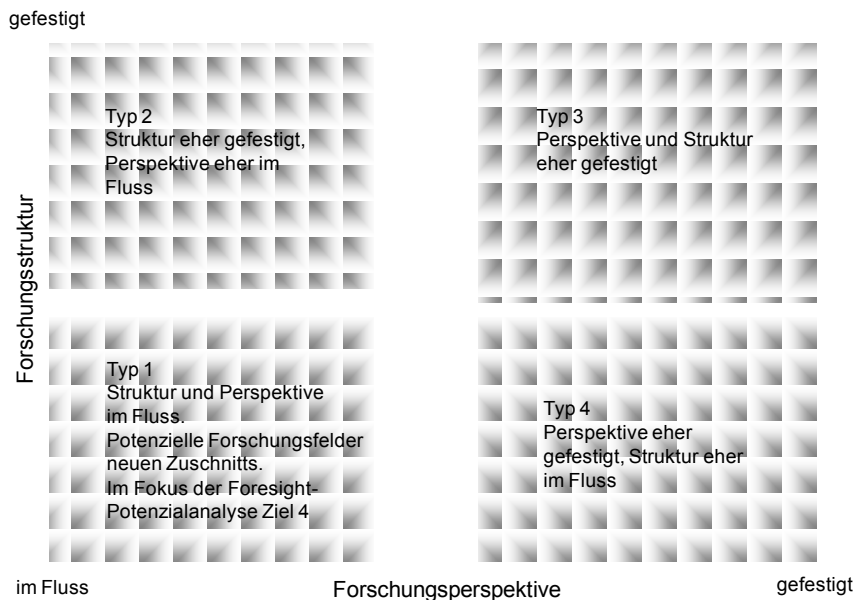 gefestigt
Typ 2
Struktur eher gefestigt,
Perspektive eher im
Fluss
Typ 3
Perspektive und Struktur
eher gefestigt
Forschungsstruktur
Typ 1
Struktur und Perspektive
im Fluss.
Potenzielle Forschungsfelder
neuen Zuschnitts.
Im Fokus der Foresight-
Potenzialanalyse Ziel 4
Typ 4
Perspektive eher
gefestigt, Struktur eher
im Fluss
im Fluss
Forschungsperspektive
gefestigt